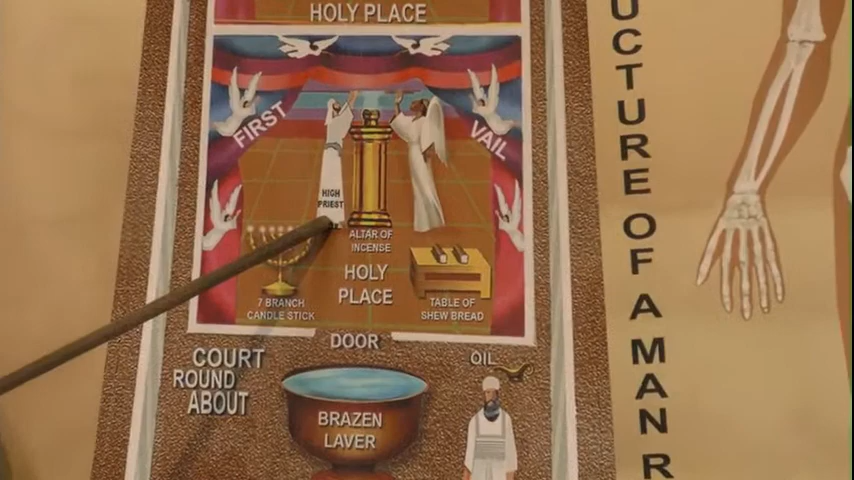 HOLY PLACE
FIRST
VAIL
HIGH
PRIEST
ALTAR OF
INCENSE
HOLY
PLACE
7 BRANCH
CANDLE STICK
TABLE OF
SHEW BREAD
DOOR
COURT
ROUND
ABOUT
OIL
BRAZEN
LAVER
UCTURE OF A MAN R